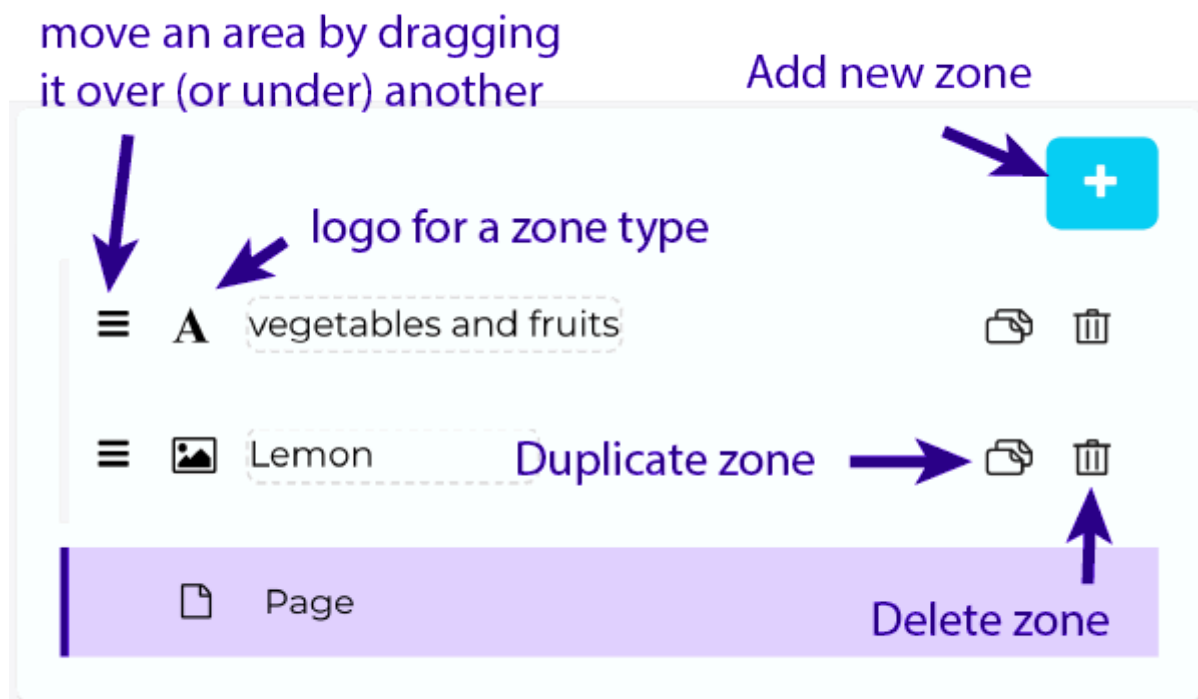 move an area by dragging
it over (or under) another
Add new zone
+
logo for a zone type
A vegetables and fruits
Lemon
Duplicate zone
Page
Delete zone